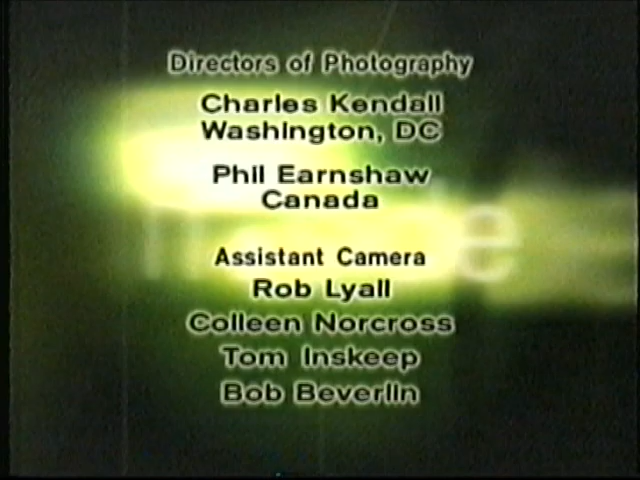 Directors of Photography
Charles Kendall
Washington, DC
Phil Earnshaw
Canada
Assistant Camera
Rob Lyall
Colleen Norcross
Tom Inskeep
Bob Beverlin